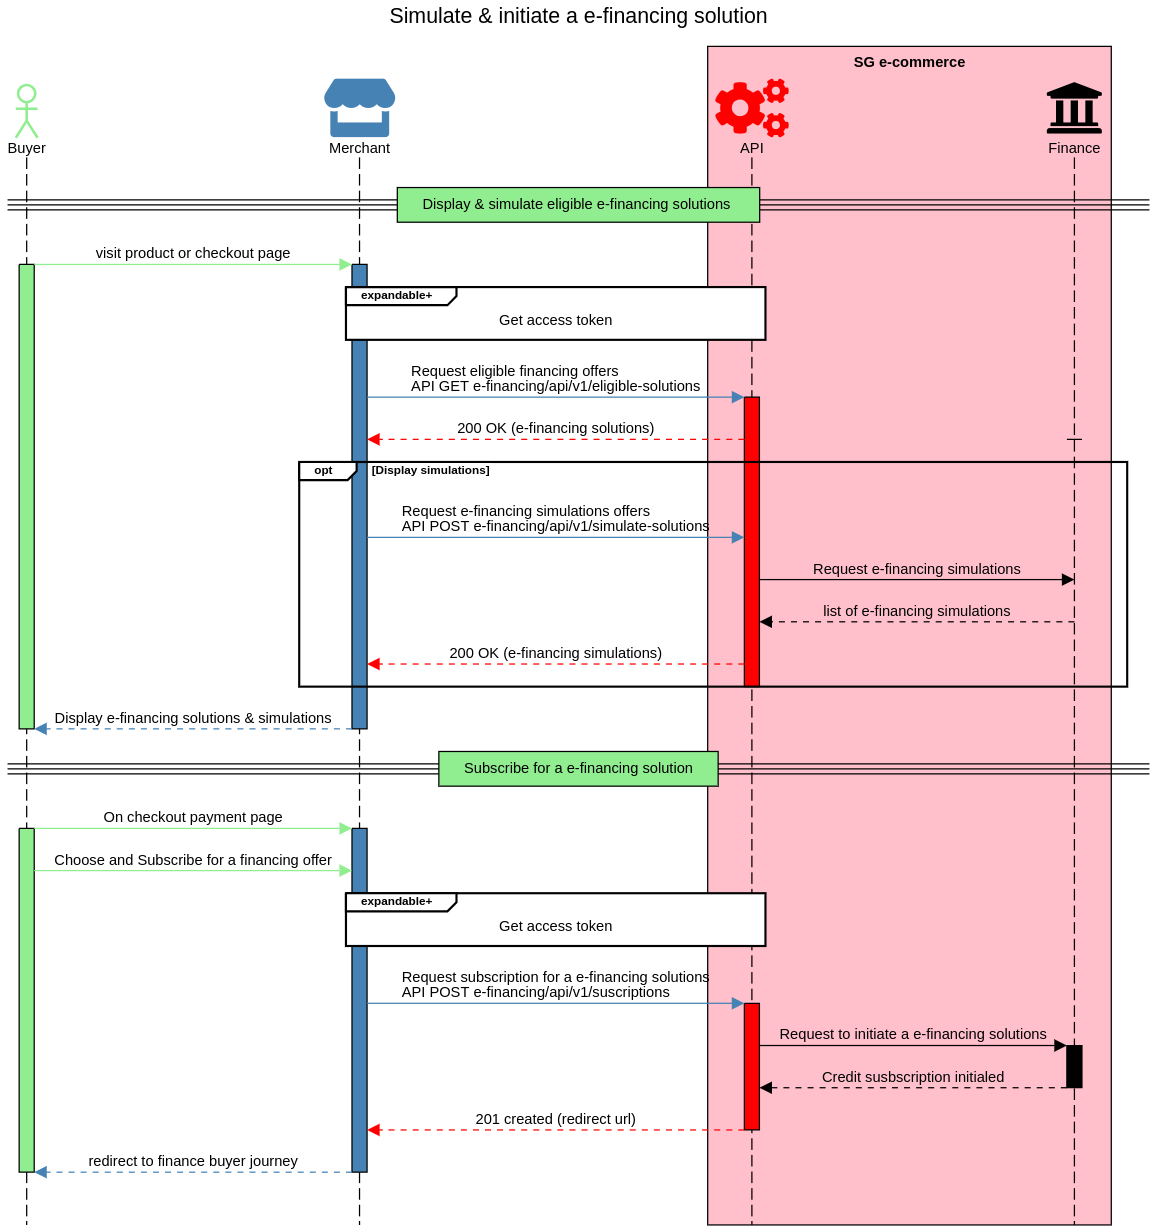 Simulate & initiate a e-financing solution
SG e-commerce
Buyer
Merchant
API
Finance
Display & simulate eligible e-financing solutions
visit product or checkout page
expandable+
Get access token
Request eligible financing offers
API GET e-financing/api/v1/eligible-solutions
200 OK (e-financing solutions)
opt
[Display simulations]
Request e-financing simulations offers
API POST e-financing/api/v1/simulate-solutions
Request e-financing simulations
list of e-financing simulations
200 OK (e-financing simulations)
Display e-financing solutions & simulations
Subscribe for a e-financing solution
On checkout payment page
Choose and Subscribe for a financing offer
expandable+
Get access token
Request subscription for a e-financing solutions
API POST e-financing/api/v1/suscriptions
Request to initiate a e-financing solutions
Credit susbscription initialed
201 created (redirect url)
redirect to finance buyer journey